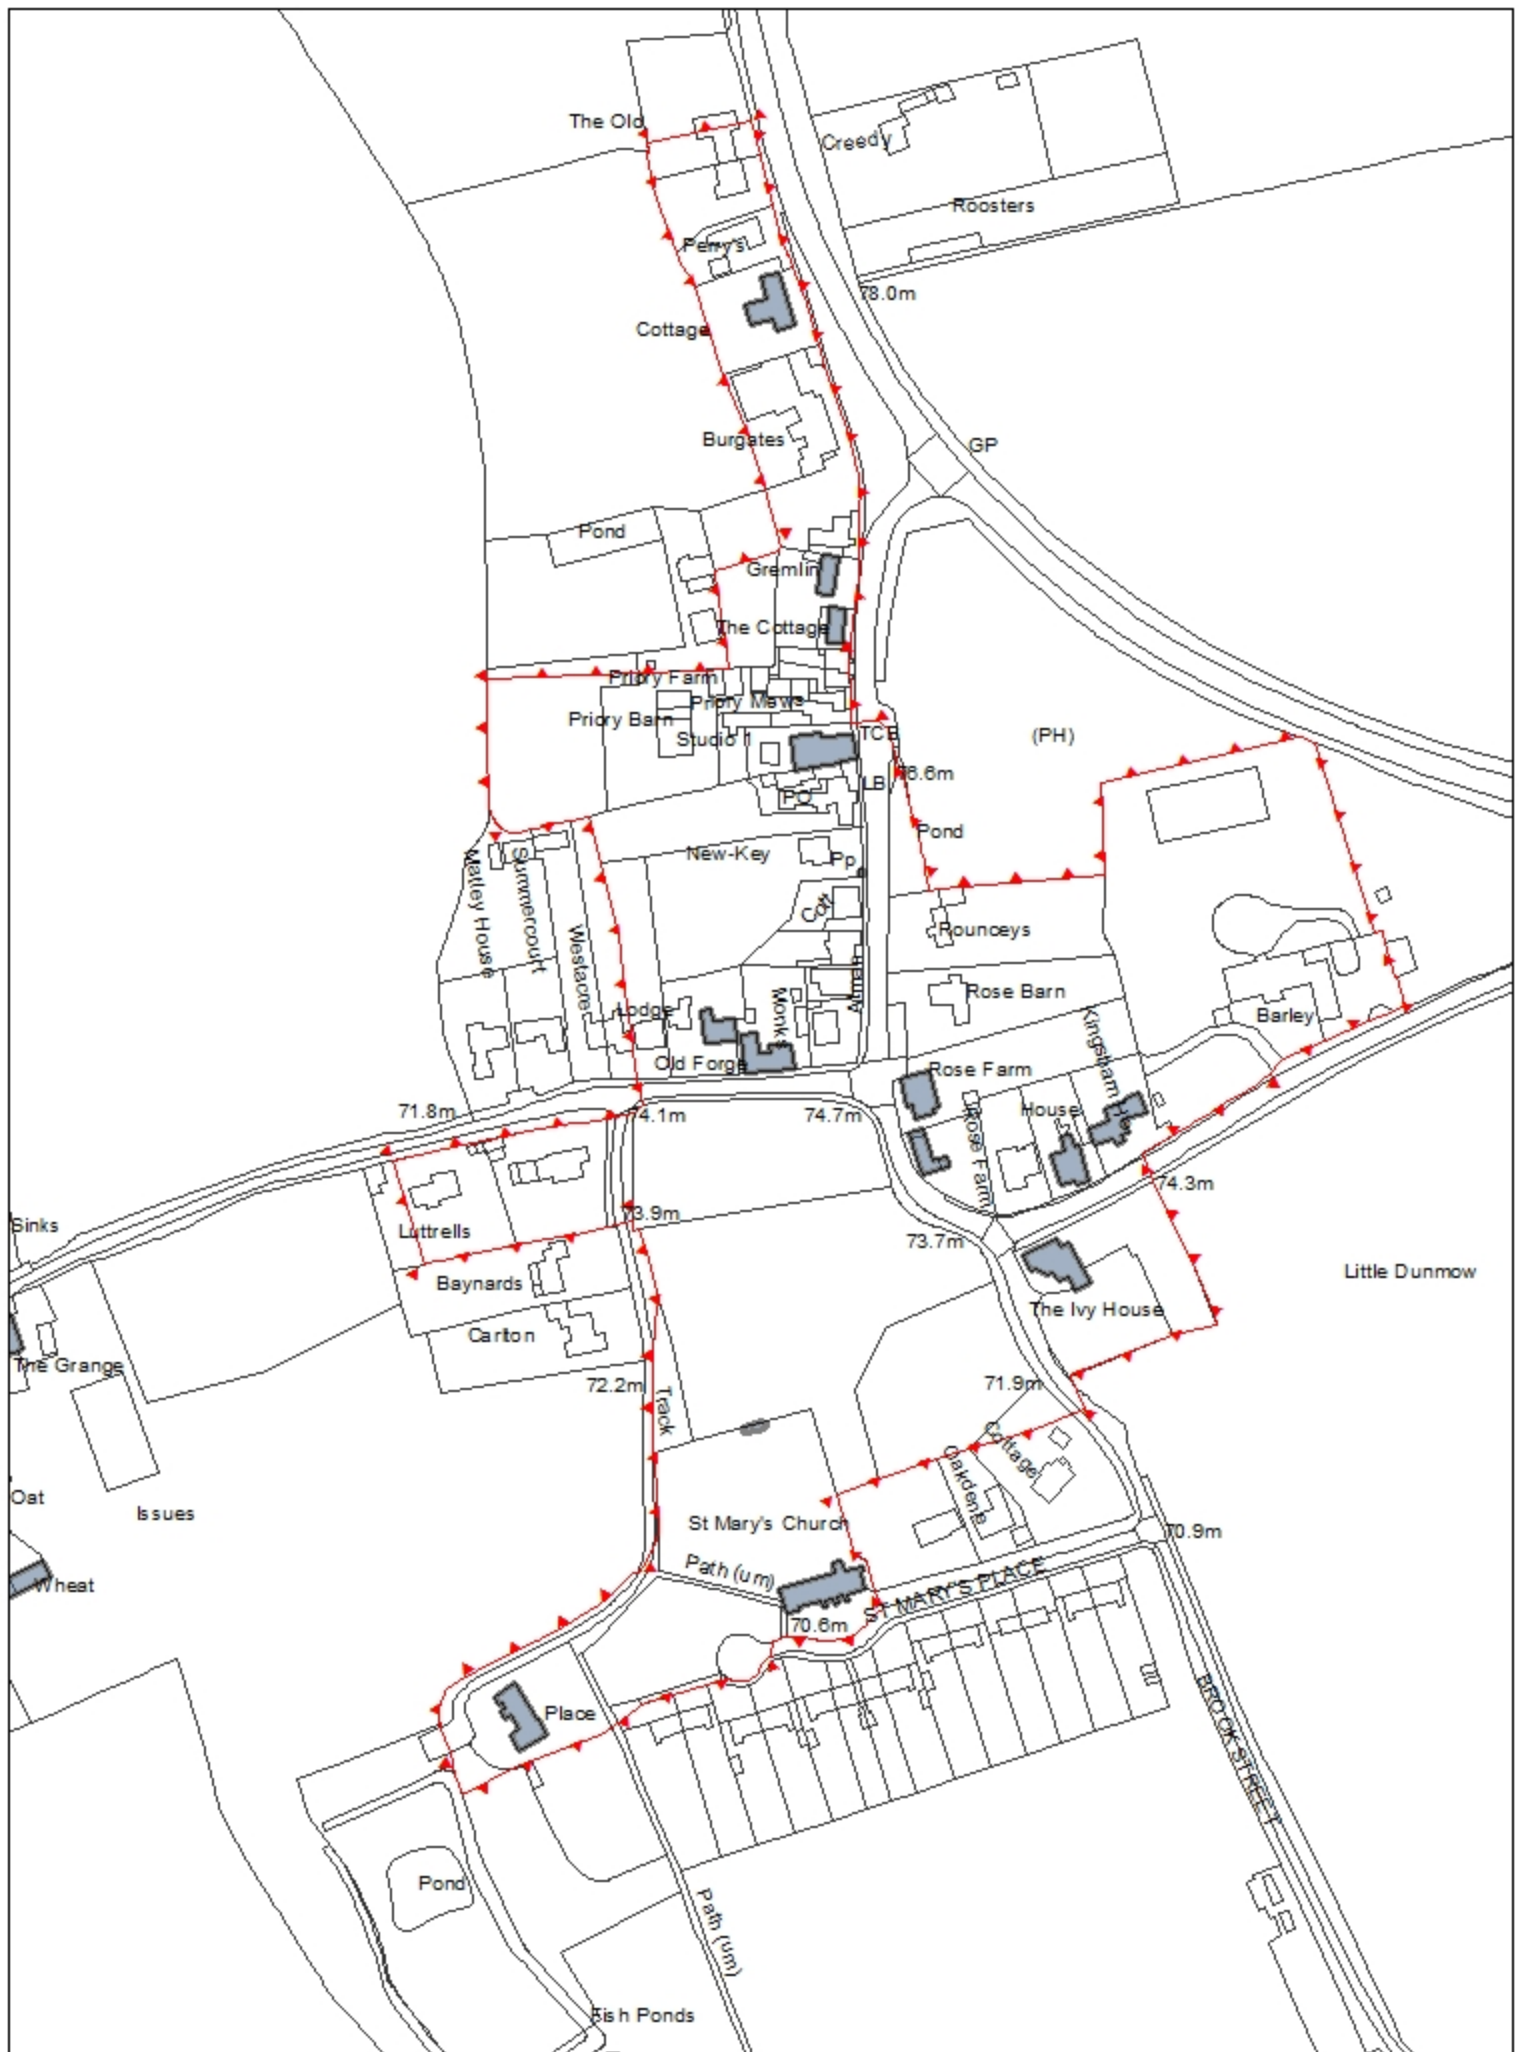 The Old
Creedy
Roosters
Perry's
78.0m
Cottage
Burgates
GP
Pond
Gremlin
The Cottage
Priory Farm
Priory Mews
Priory Barn
Studio 1
TCB
(PH)
LB
PO
Pond
New-Key
Pp
Matley House
Summercourt
Cott
Westacre
Rounceys
Rose Barn
Lodge
Monks
Barley
Old Forge
Rose Farm
71.8m
74.1m
74.7m
House
Rose Farm
74.3m
Sinks
Luttrells
73.9m
73.7m
Little Dunmow
Baynards
The Ivy House
Carlton
The Grange
72.2m
Track
71.9m
Cottage
Oakdene
Oat
Issues
St Mary's Church
70.9m
Path (um)
Wheat
ST MARY'S PLACE
70.6m
Place
BROOK STREET
Pond
Path (um)
Fish Ponds